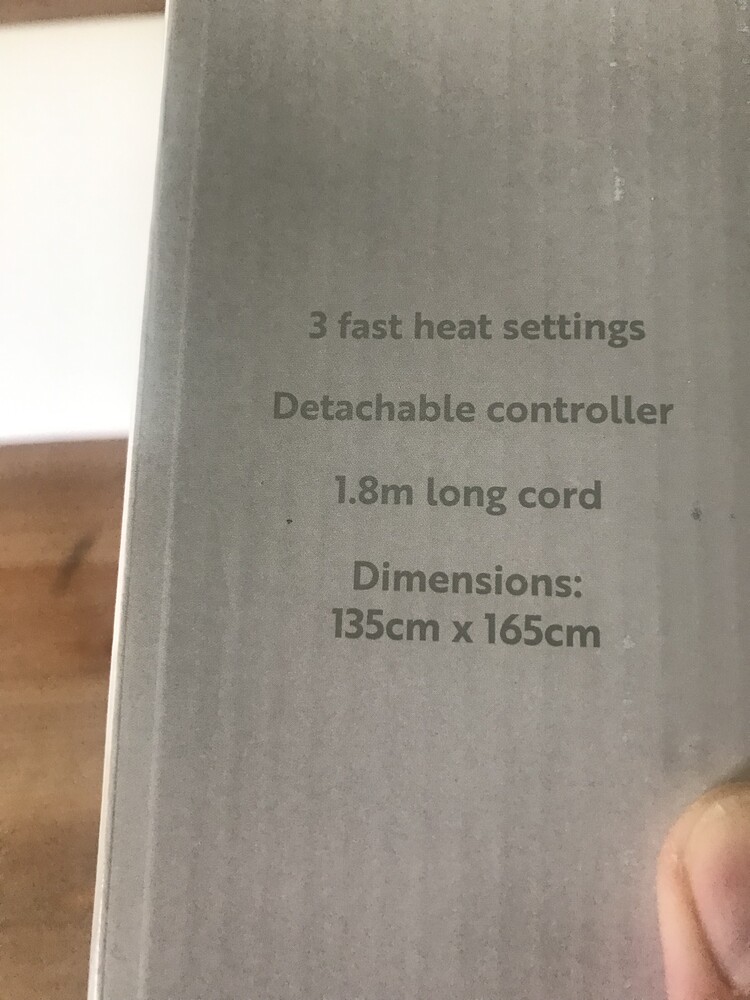 3 fast heat settings
Detachable controller
1.8m long cord
Dimensions:
135cm x 165cm